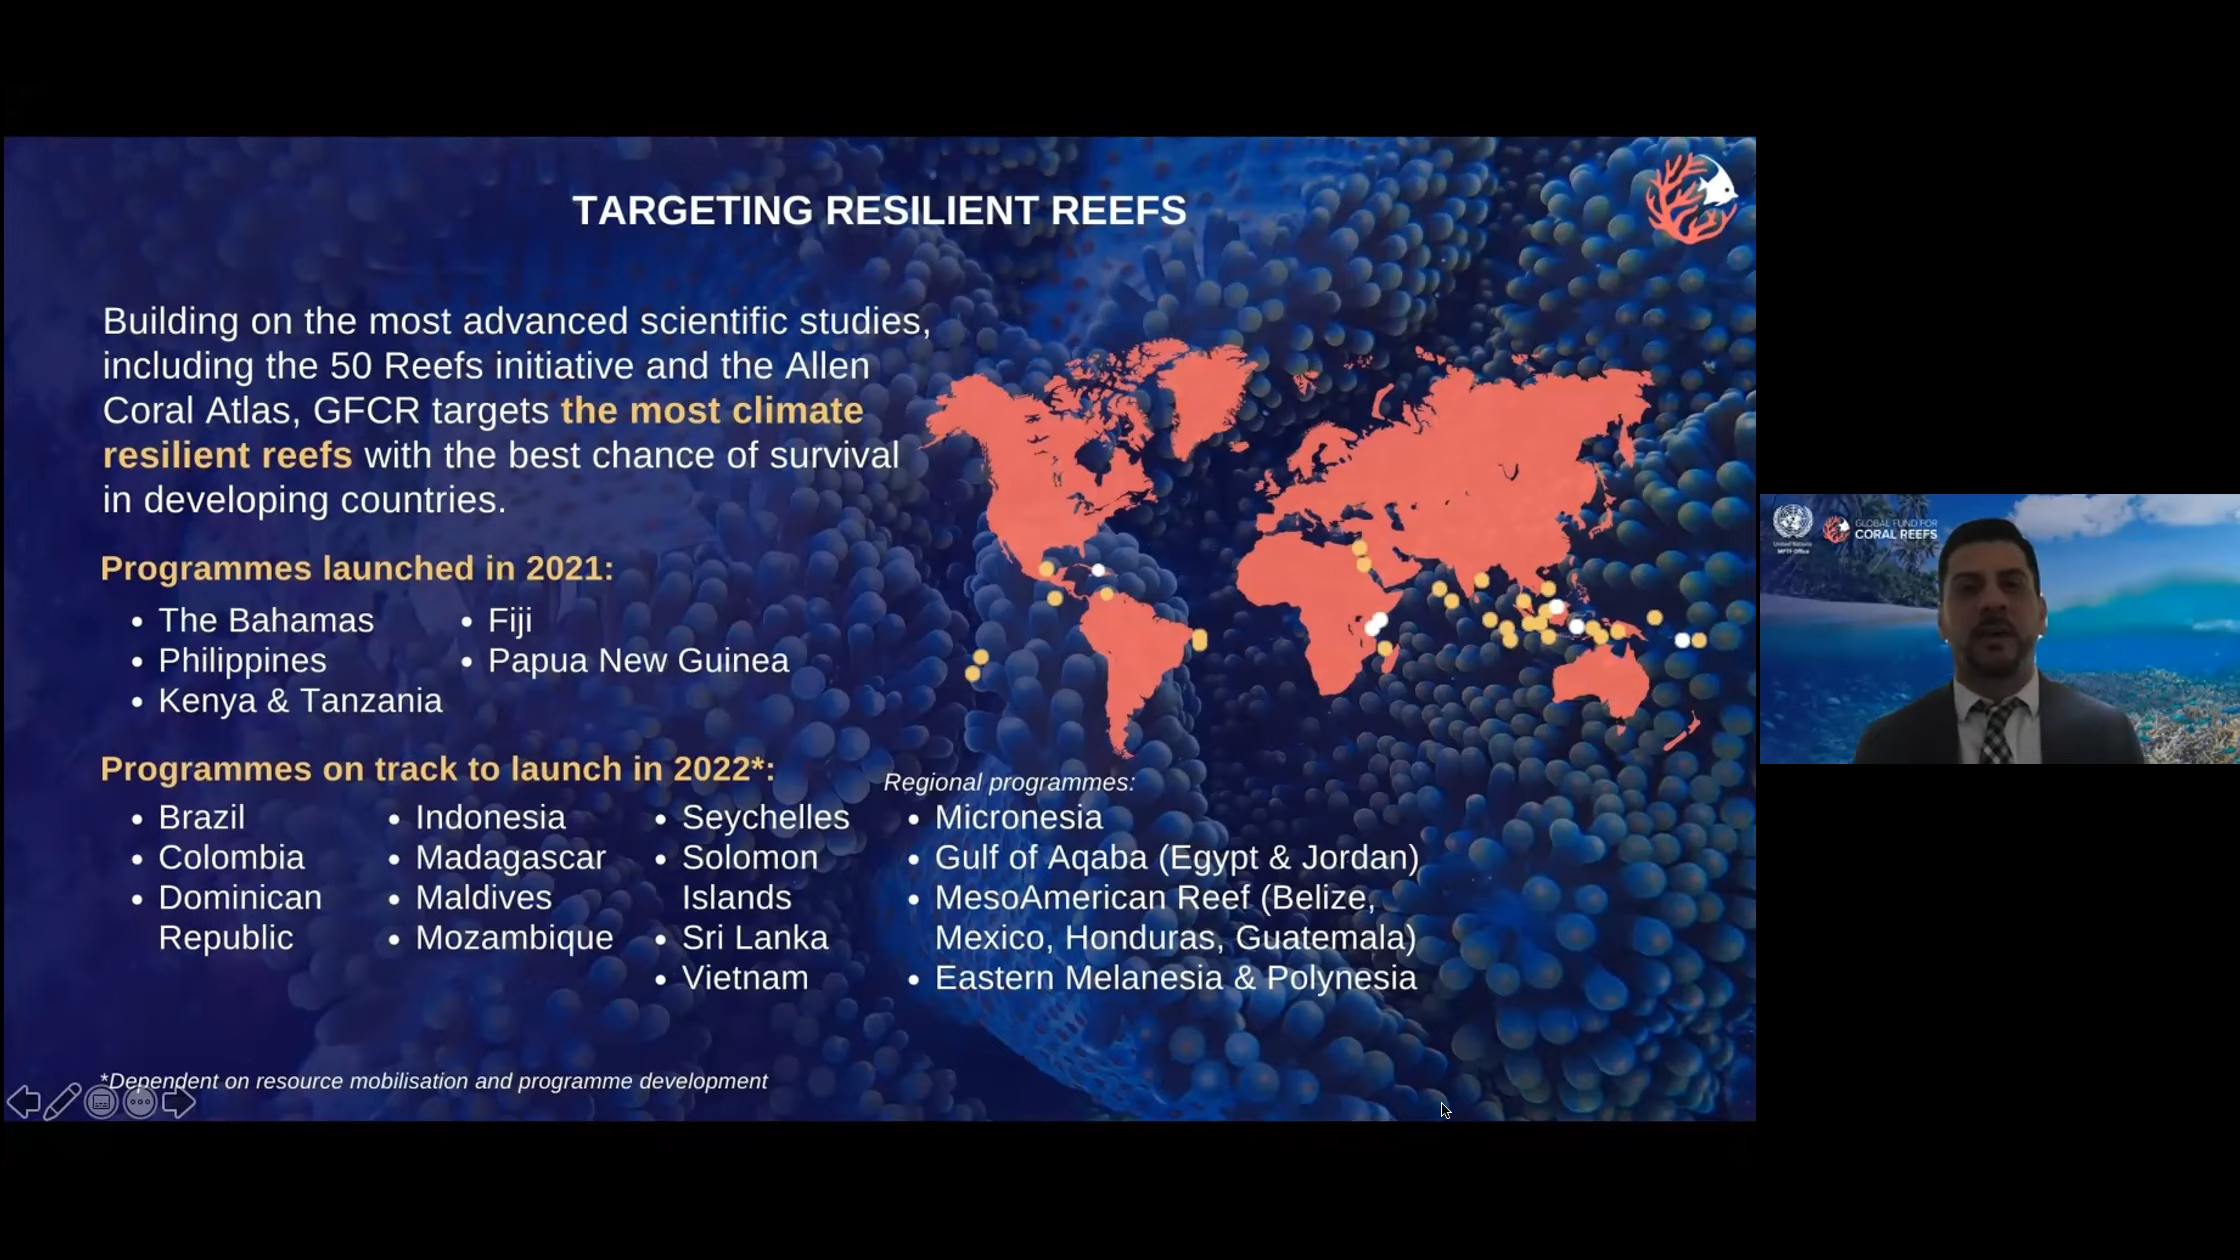 TARGETING RESILIENT REEFS
Building on the most advanced scientific studies,
including the 50 Reefs initiative and the Allen
Coral Atlas, GFCR targets the most climate
resilient reefs with the best chance of survival
in developing countries.
Programmes launched in 2021:
The Bahamas
Philippines
Kenya & Tanzania
Fiji
Papua New Guinea
Programmes on track to launch in 2022*:
Brazil
Colombia
Dominican
Republic
Indonesia
Madagascar
Maldives
Mozambique
Seychelles
Solomon
Islands
Sri Lanka
Vietnam
Regional programmes:
Micronesia
Gulf of Aqaba (Egypt & Jordan)
MesoAmerican Reef (Belize,
Mexico, Honduras, Guatemala)
Eastern Melanesia & Polynesia
*Dependent on resource mobilisation and programme development
United Nations
MPTF Office
GLOBAL FUND FOR
CORAL REEFS